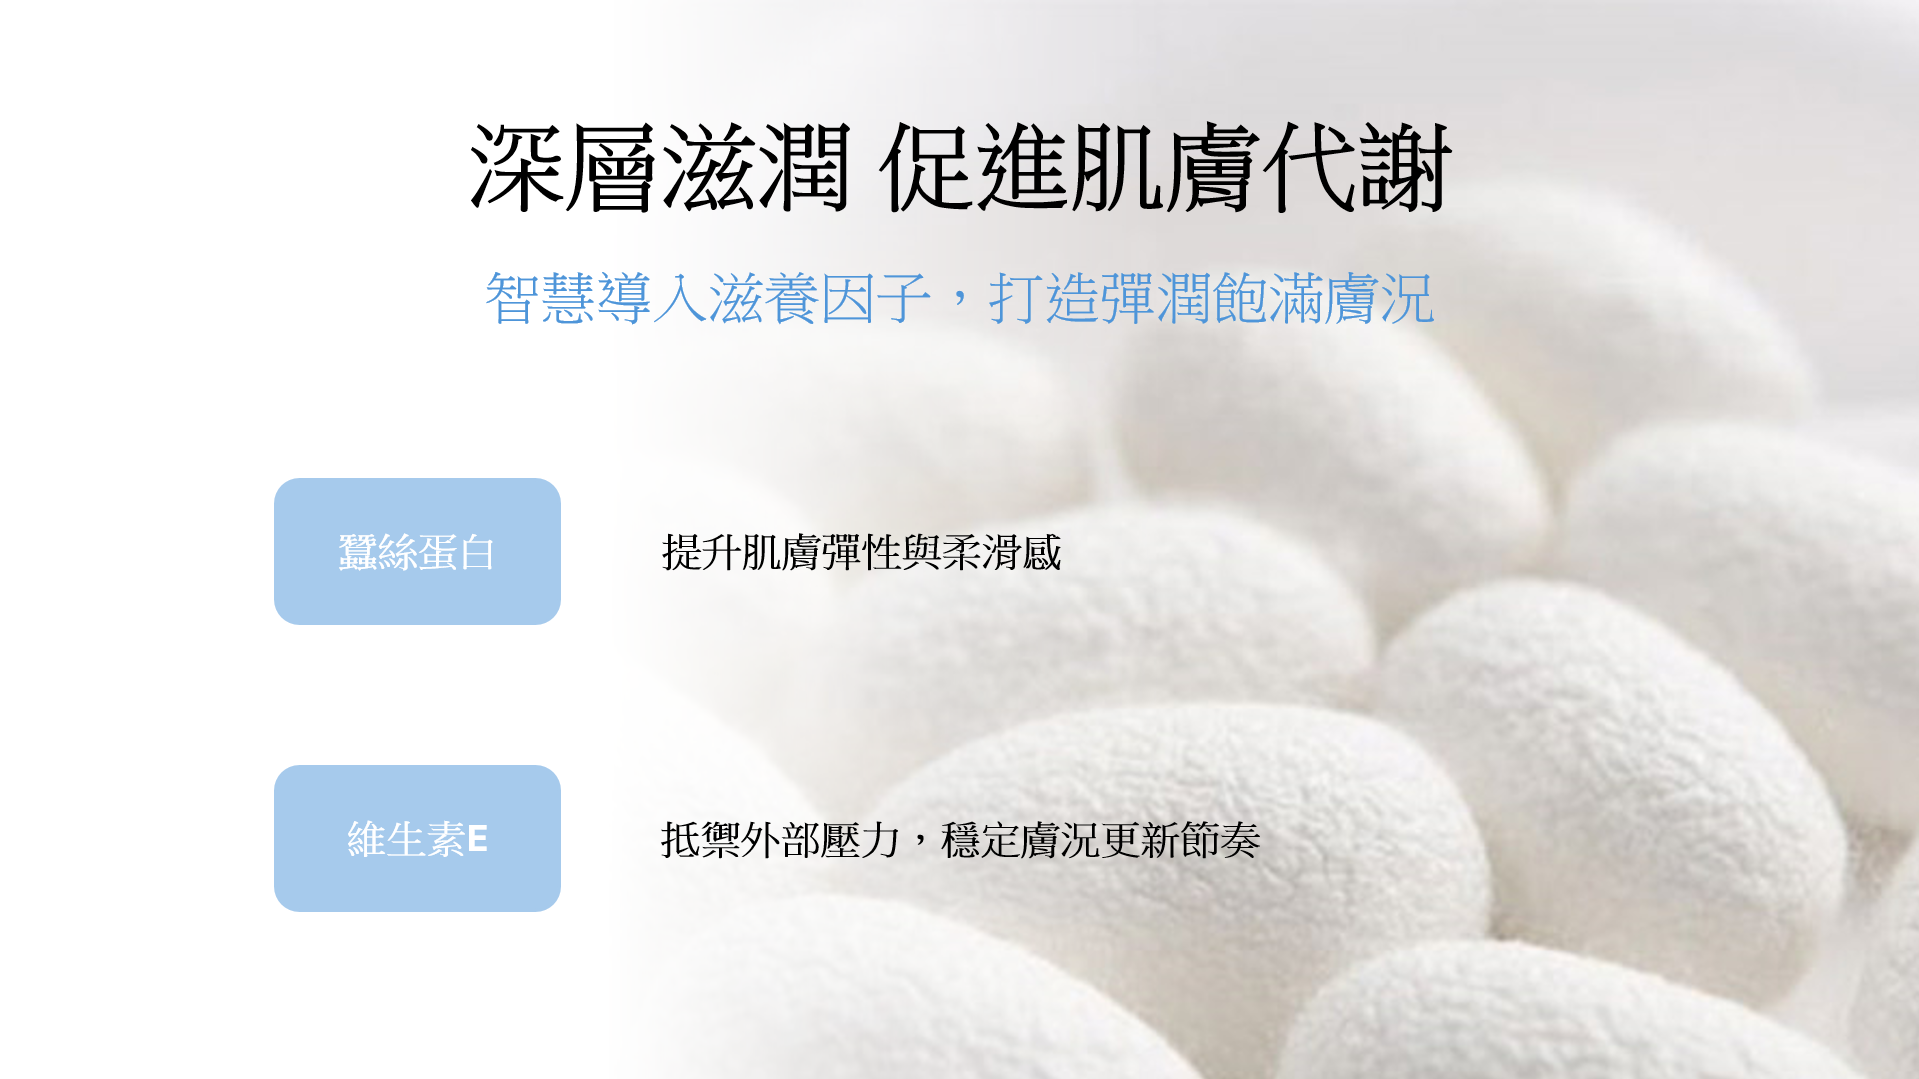 深層滋潤 促進肌膚代謝
智慧導入滋養因子，打造彈潤飽滿膚況
蠶絲蛋白
提升肌膚彈性與柔滑感
維生素E
抵禦外部壓力，穩定膚況更新節奏